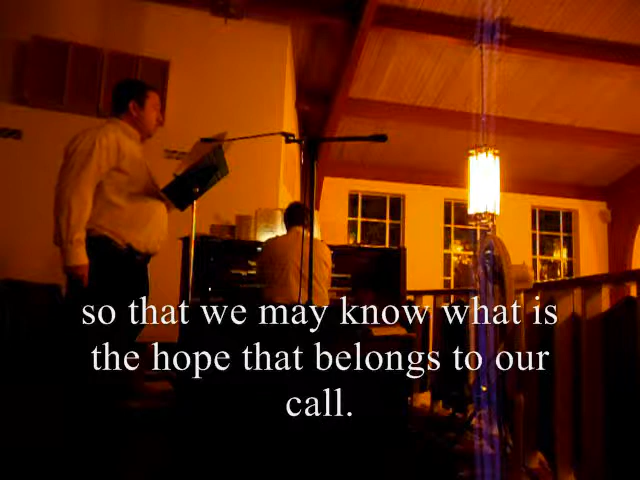 so that we may know what is
the hope that belongs to our
call.